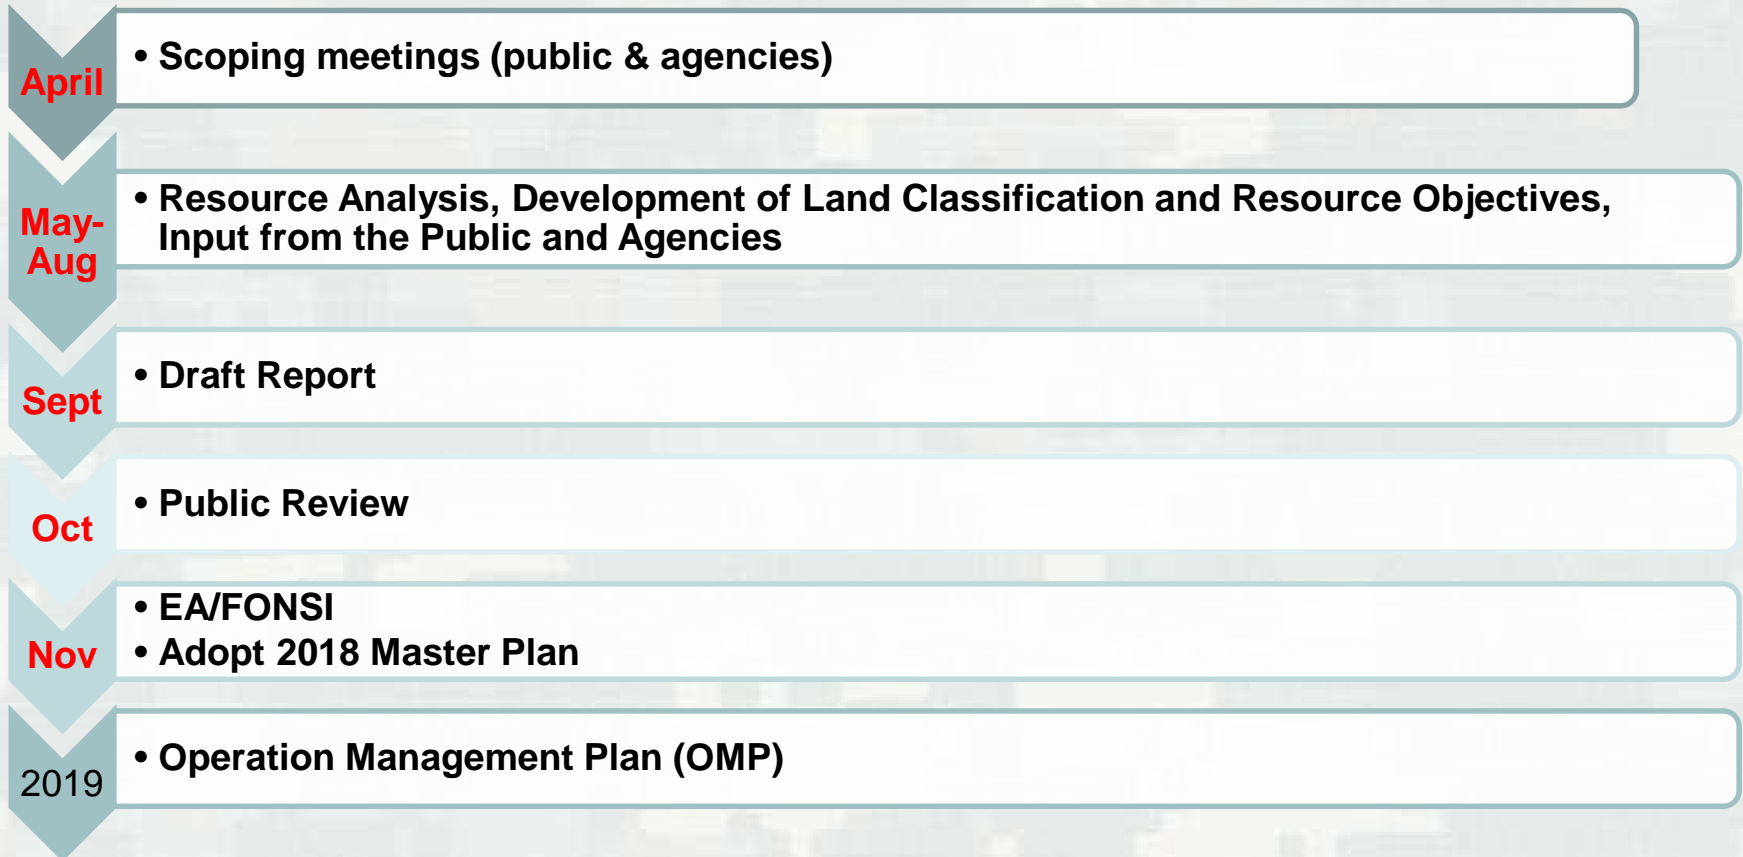 April
• Scoping meetings (public & agencies)
May-
Aug
• Resource Analysis, Development of Land Classification and Resource Objectives,
Input from the Public and Agencies
Sept
• Draft Report
Oct
• Public Review
Nov
• EA/FONSI
• Adopt 2018 Master Plan
2019
• Operation Management Plan (OMP)